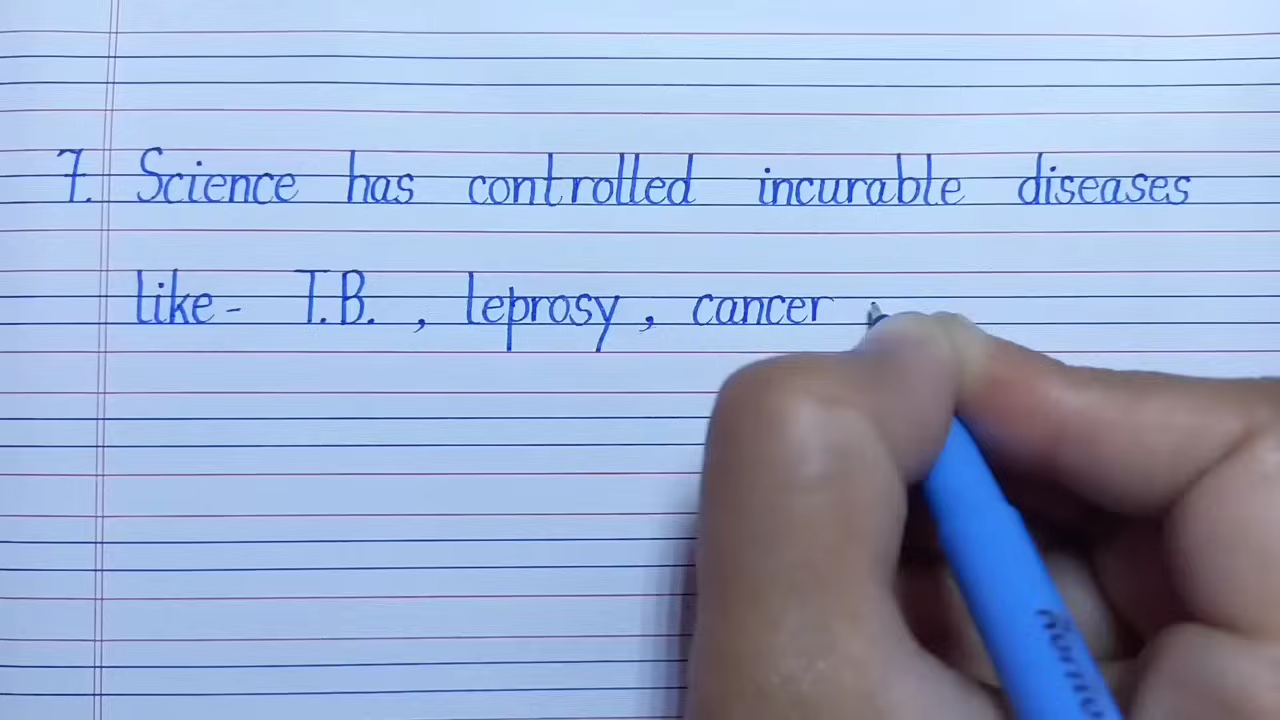 7. Science has controlled incurable diseases
like- T.B. , leprosy, cancer